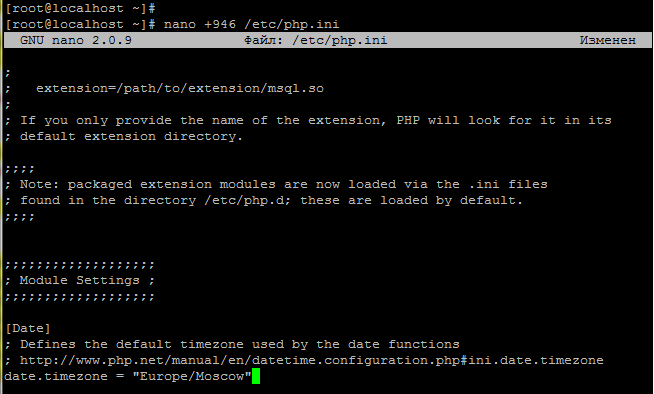 [root@localhost ~]#
[root@localhost ~]# nano +946 /etc/php.ini
GNU nano 2.0.9 Файл: /etc/php.ini Изменен
;
;   extension=/path/to/extension/msql.so
;
; If you only provide the name of the extension, PHP will look for it in its
; default extension directory.
;;;;
; Note: packaged extension modules are now loaded via the .ini files
; found in the directory /etc/php.d; these are loaded by default.
;;;;
;;;;;;;;;;;;;;;;;;;
; Module Settings ;
;;;;;;;;;;;;;;;;;;;
[Date]
; Defines the default timezone used by the date functions
; http://www.php.net/manual/en/datetime.configuration.php#ini.date.timezone
date.timezone = "Europe/Moscow"